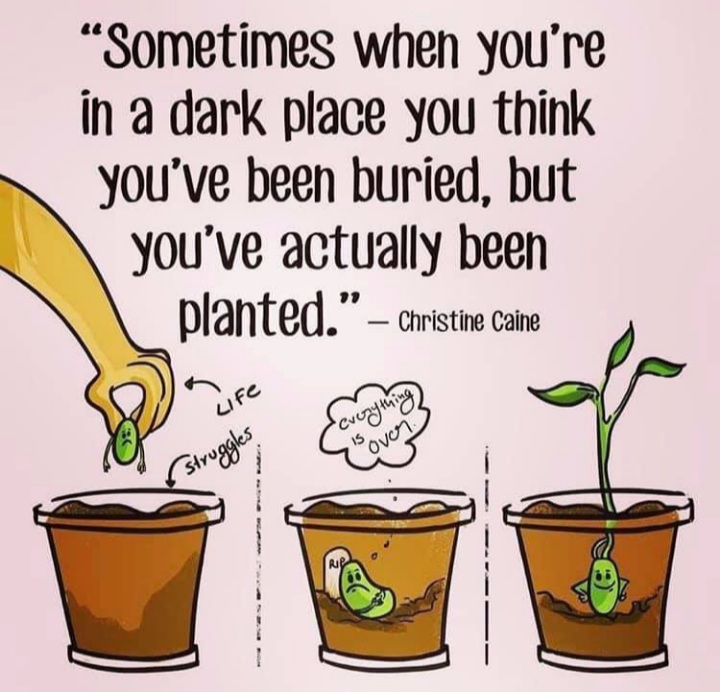 “Sometimes when you're
in a dark place you think
you've been buried, but
you've actually been
planted.” – Christine Caine
LIFE
struggles
everything
is
over.
RIP